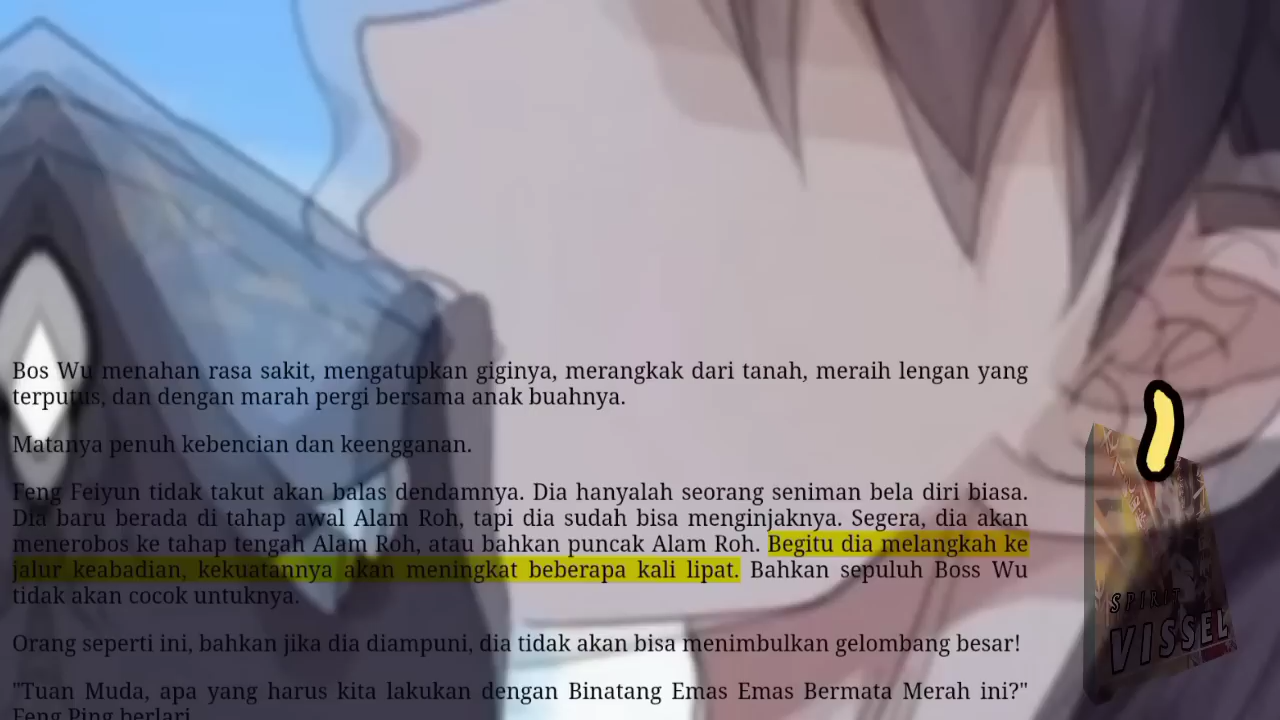 Bos Wu menahan rasa sakit, mengatupkan giginya, merangkak dari tanah, meraih lengan yang
terputus, dan dengan marah pergi bersama anak buahnya.
Matanya penuh kebencian dan keengganan.
Feng Feiyun tidak takut akan balas dendamnya. Dia hanyalah seorang seniman bela diri biasa.
Dia baru berada di tahap awal Alam Roh, tapi dia sudah bisa menginjaknya. Segera, dia akan
menerobos ke tahap tengah Alam Roh, atau bahkan puncak Alam Roh. Begitu dia melangkah ke
jalur keabadian, kekuatannya akan meningkat beberapa kali lipat. Bahkan sepuluh Boss Wu
tidak akan cocok untuknya.
Orang seperti ini, bahkan jika dia diampuni, dia tidak akan bisa menimbulkan gelombang besar!
"Tuan Muda, apa yang harus kita lakukan dengan Binatang Emas Emas Bermata Merah ini?"
Feng Ping berlari
SPIRIT
VISSEL